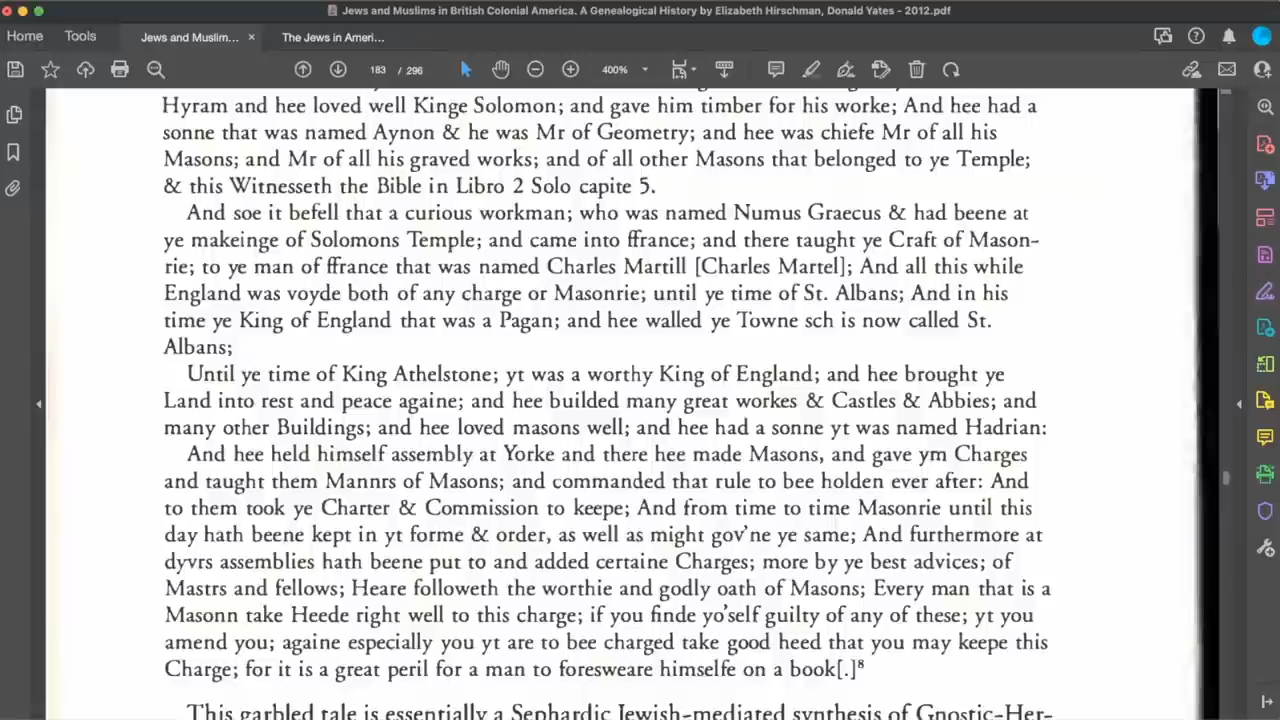 Jews and Muslims in British Colonial America. A Genealogical History by Elizabeth Hirschman, Donald Yates - 2012.pdf
Home Tools Jews and Muslim... × The Jews in Ameri...
183 / 296 400%
Hyram and hee loved well Kinge Solomon; and gave him timber for his worke; And hee had a
sonne that was named Aynon & he was Mr of Geometry; and hee was chiefe Mr of all his
Masons; and Mr of all his graved works; and of all other Masons that belonged to ye Temple;
& this Witnesseth the Bible in Libro 2 Solo capite 5.
And soe it befell that a curious workman; who was named Numus Graecus & had beene at
ye makeinge of Solomons Temple; and came into ffrance; and there taught ye Craft of Mason-
rie; to ye man of ffrance that was named Charles Martill [Charles Martel]; And all this while
England was voyde both of any charge or Masonrie; until ye time of St. Albans; And in his
time ye King of England that was a Pagan; and hee walled ye Towne sch is now called St.
Albans;
Until ye time of King Athelstone; yt was a worthy King of England; and hee brought ye
Land into rest and peace againe; and hee builded many great workes & Castles & Abbies; and
many other Buildings; and hee loved masons well; and hee had a sonne yt was named Hadrian:
And hee held himself assembly at Yorke and there hee made Masons, and gave ym Charges
and taught them Mannrs of Masons; and commanded that rule to bee holden ever after: And
to them took ye Charter & Commission to keepe; And from time to time Masonrie until this
day hath beene kept in yt forme & order, as well as might gov'ne ye same; And furthermore at
dyvrs assemblies hath beene put to and added certaine Charges; more by ye best advices; of
Mastrs and fellows; Heare followeth the worthie and godly oath of Masons; Every man that is a
Masonn take Heede right well to this charge; if you finde yo'self guilty of any of these; yt you
amend you; againe especially you yt are to bee charged take good heed that you may keepe this
Charge; for it is a great peril for a man to foresweare himselfe on a book[.]⁸
This garbled tale is essentially a Sephardic Jewish-mediated synthesis of Gnostic-Her-